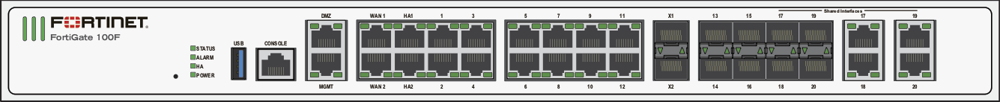 FORTINET
FortiGate 100F
STATUS
ALARM
HA
POWER
USB
CONSOLE
DMZ
MGMT
WAN 1 HA1 1 3
WAN 2 HA2 2 4
5 7 9 11
6 8 10 12
X1
X2
Shared Interfaces
13 15 17 19 17 19
14 16 18 20 18 20